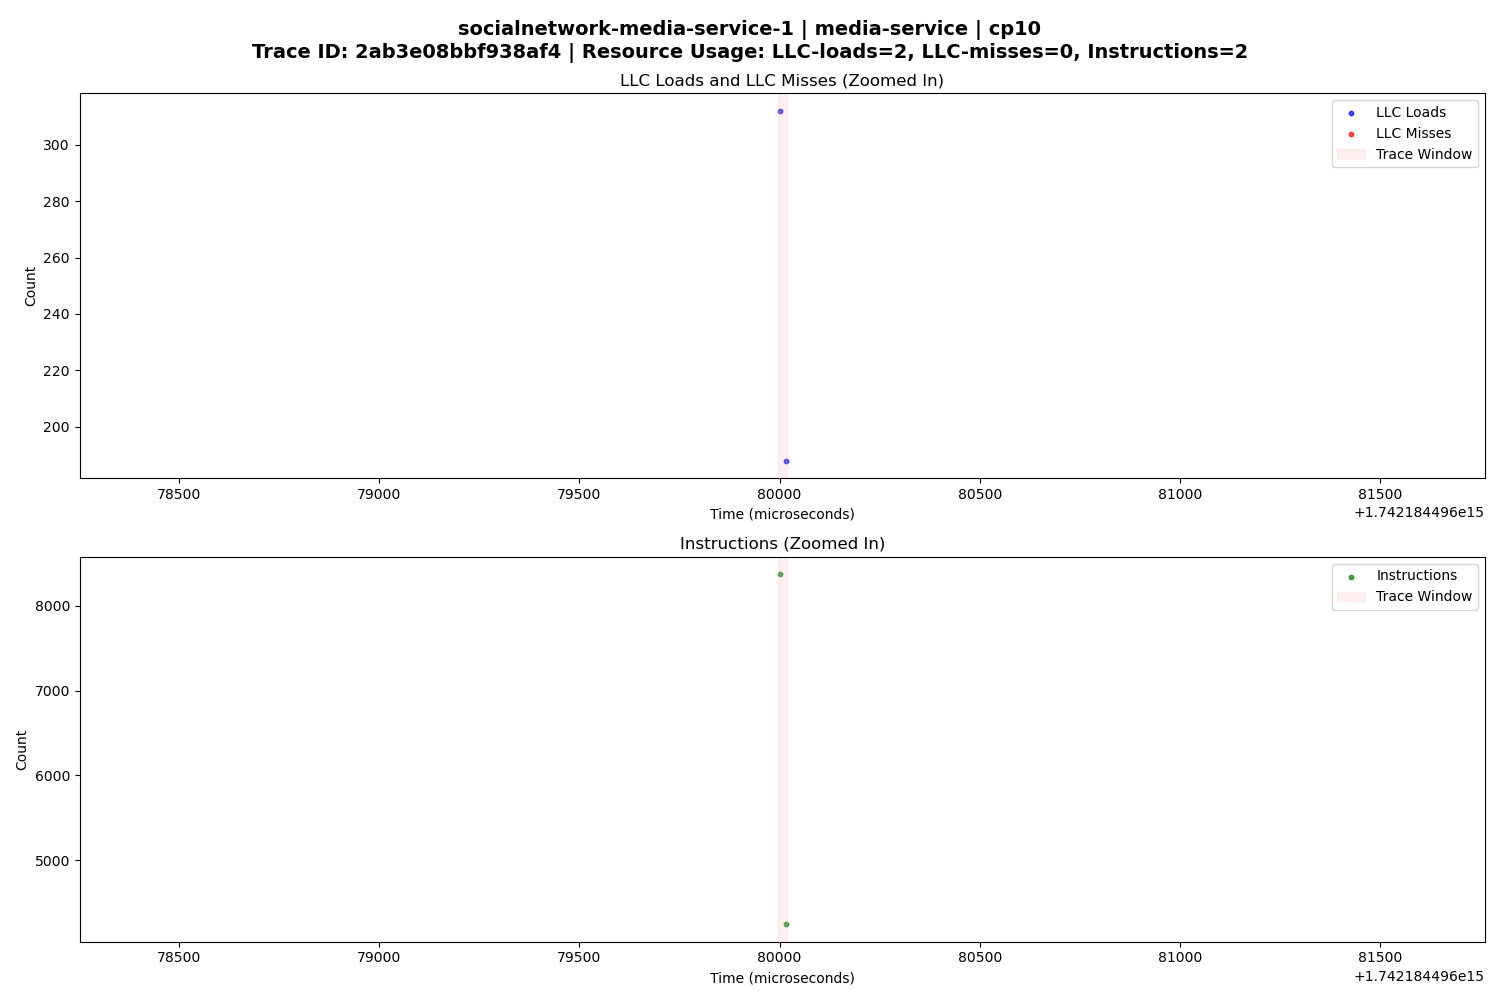 socialnetwork-media-service-1 | media-service | cp10
Trace ID: 2ab3e08bbf938af4 | Resource Usage: LLC-loads=2, LLC-misses=0, Instructions=2
LLC Loads and LLC Misses (Zoomed In)
LLC Loads
LLC Misses
Trace Window
300
280
260
240
220
200
Count
78500 79000 79500 80000 80500 81000 81500
Time (microseconds)
+1.742184496e15
Instructions (Zoomed In)
Instructions
Trace Window
8000
7000
6000
5000
Count
78500 79000 79500 80000 80500 81000 81500
Time (microseconds)
+1.742184496e15